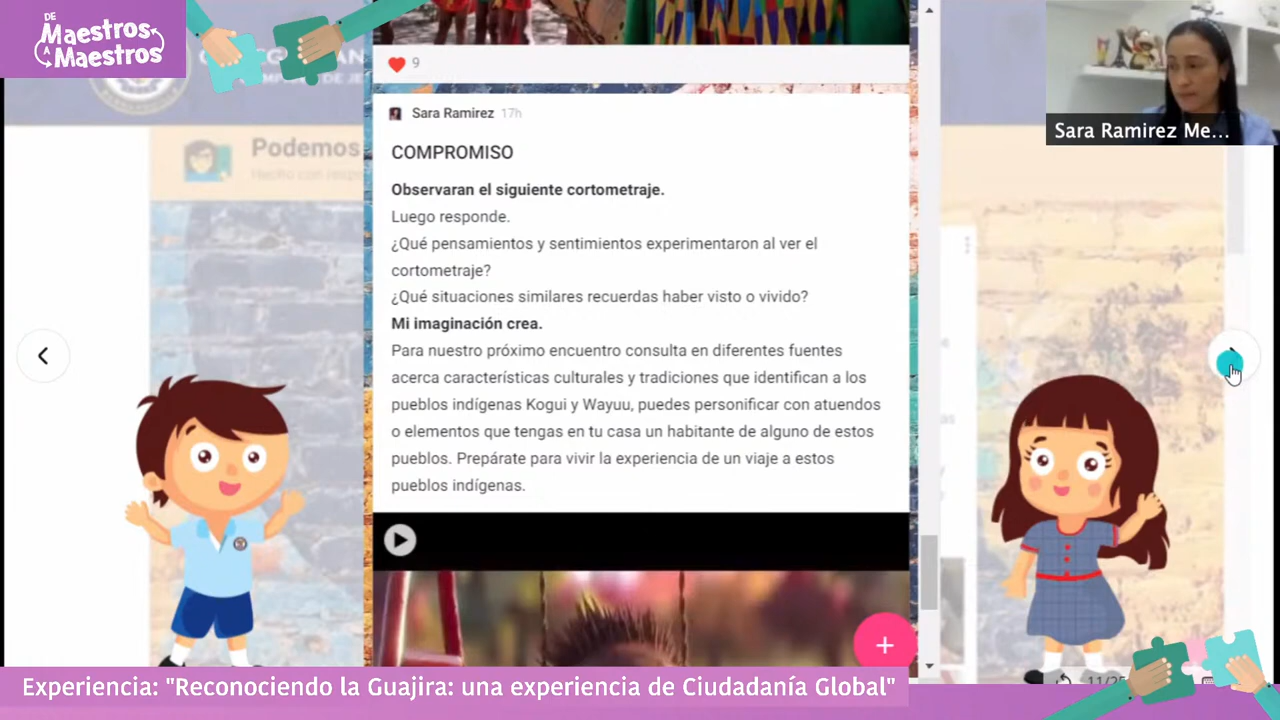 DE
Maestros
A Maestros
9
Sara Ramirez 17h
COMPROMISO
Observaran el siguiente cortometraje.
Luego responde.
¿Qué pensamientos y sentimientos experimentaron al ver el
cortometraje?
¿Qué situaciones similares recuerdas haber visto o vivido?
Mi imaginación crea.
Para nuestro próximo encuentro consulta en diferentes fuentes
acerca características culturales y tradiciones que identifican a los
pueblos indígenas Kogui y Wayuu, puedes personificar con atuendos
o elementos que tengas en tu casa un habitante de alguno de estos
pueblos. Prepárate para vivir la experiencia de un viaje a estos
pueblos indígenas.
Podemos
Sara Ramirez Me...
Experiencia: "Reconociendo la Guajira: una experiencia de Ciudadanía Global"